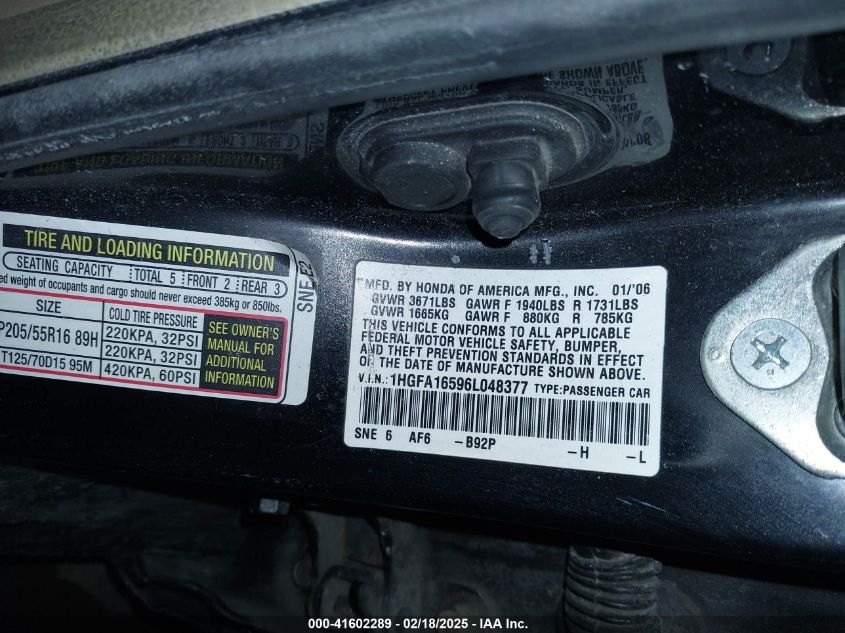 TIRE AND LOADING INFORMATION
SEATING CAPACITY TOTAL 5 FRONT 2 REAR 3
ed weight of occupants and cargo should never exceed 385kg or 850lbs.
SIZE COLD TIRE PRESSURE
P205/55R16 89H 220KPA, 32PSI
220KPA, 32PSI
T125/70D15 95M 420KPA, 60PSI
SEE OWNER'S
MANUAL FOR
ADDITIONAL
INFORMATION
MFD. BY HONDA OF AMERICA MFG., INC. 01/'06
GVWR 3671LBS GAWR F 1940LBS R 1731LBS
GVWR 1665KG GAWR F 880KG R 785KG
THIS VEHICLE CONFORMS TO ALL APPLICABLE
FEDERAL MOTOR VEHICLE SAFETY, BUMPER,
AND THEFT PREVENTION STANDARDS IN EFFECT
ON THE DATE OF MANUFACTURE SHOWN ABOVE.
V.I.N.: 1HGFA16596L048377 TYPE:PASSENGER CAR
SNE 6 AF6 -B92P -H -L
000-41602289 - 02/18/2025 - IAAI Inc.